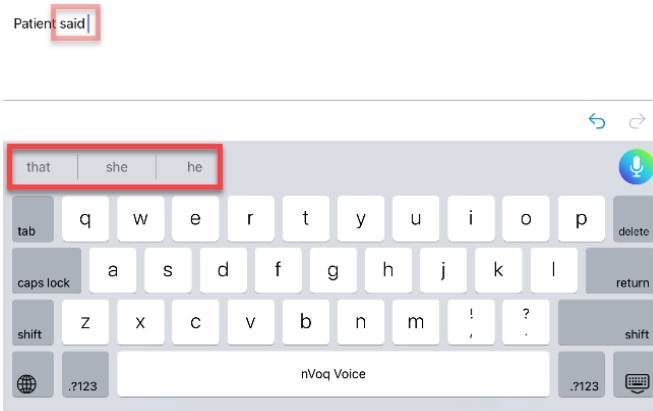 Patient said
that she he
tab q w e r t y u i o p delete
caps lock a s d f g h j k l return
shift z x c v b n m ! , ? . shift
.?123 nVoq Voice .?123